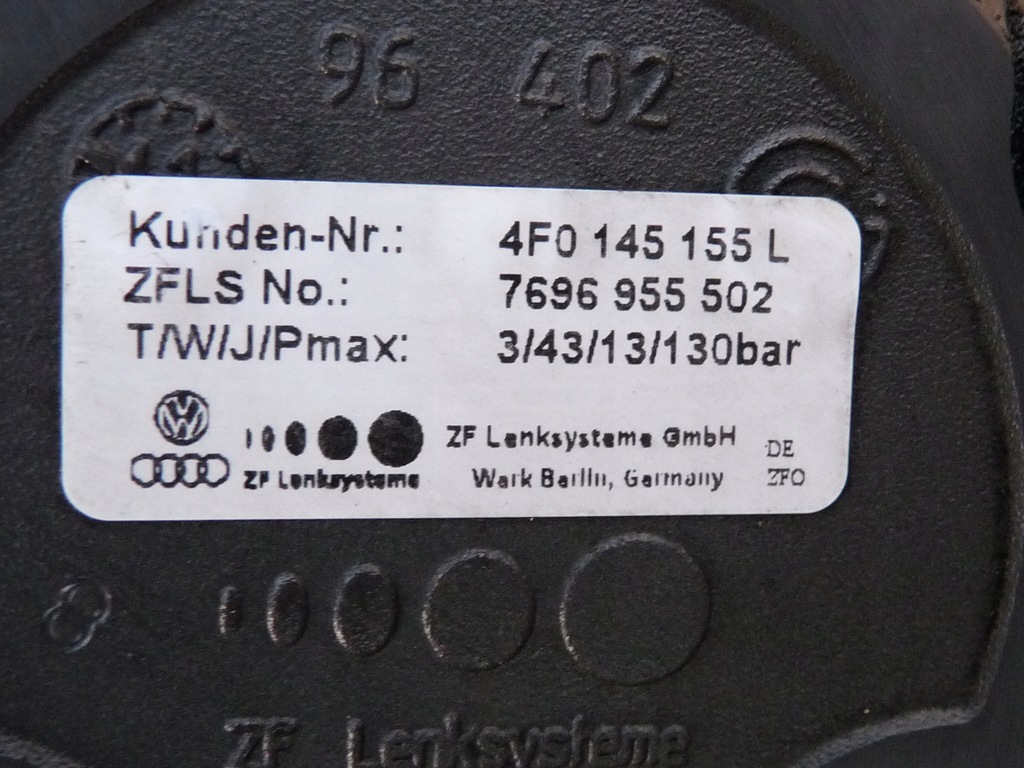 96 402
Kunden-Nr.: 4F0 145 155 L
ZFLS No.: 7696 955 502
T/W/J/Pmax: 3/43/13/130bar
ZF Lenksysteme GmbH DE
ZF Lenksysteme Werk Berlin, Germany ZFO
ZF Lenksysteme